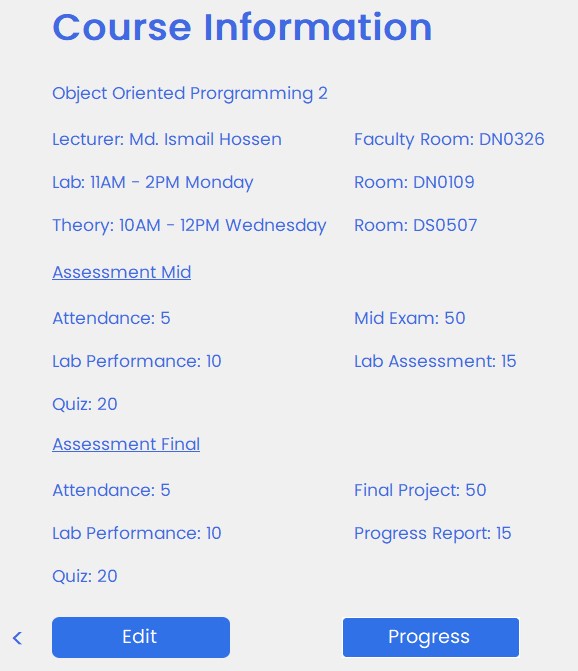 Course Information
Object Oriented Prorgramming 2
Lecturer: Md. Ismail Hossen Faculty Room: DN0326
Lab: 11AM - 2PM Monday Room: DN0109
Theory: 10AM - 12PM Wednesday Room: DS0507
Assessment Mid
Attendance: 5 Mid Exam: 50
Lab Performance: 10 Lab Assessment: 15
Quiz: 20
Assessment Final
Attendance: 5 Final Project: 50
Lab Performance: 10 Progress Report: 15
Quiz: 20
< Edit Progress